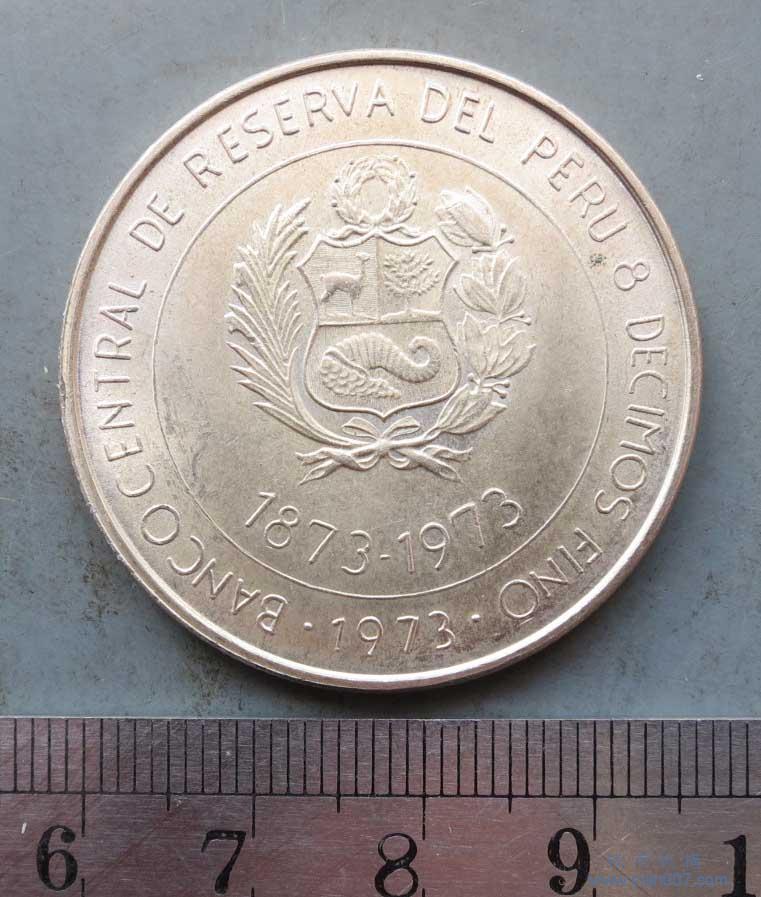 BANCO CENTRAL DE RESERVA DEL PERU 8 DECIMOS FINO
1873-1973
· 1973 ·
6 7 8 9 1